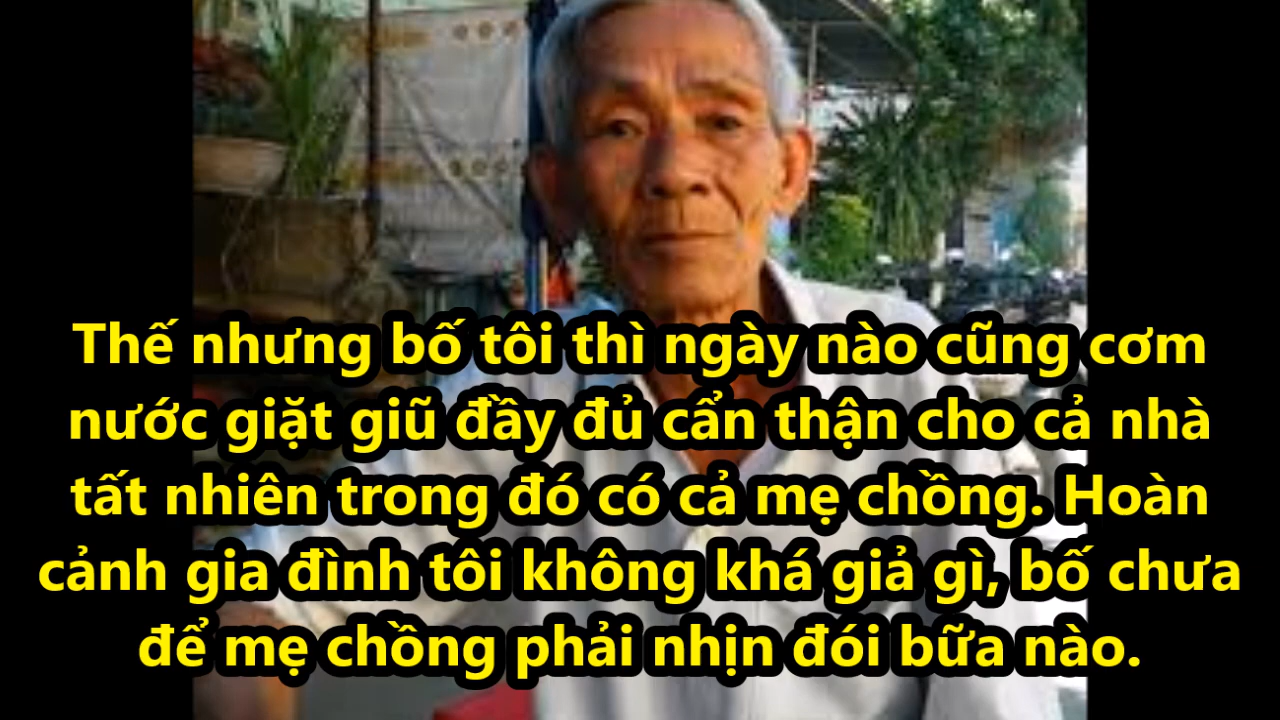 Thế nhưng bố tôi thì ngày nào cũng cơm
nước giặt giũ đầy đủ cẩn thận cho cả nhà
tất nhiên trong đó có cả mẹ chồng. Hoàn
cảnh gia đình tôi không khá giả gì, bố chưa
để mẹ chồng phải nhịn đói bữa nào.